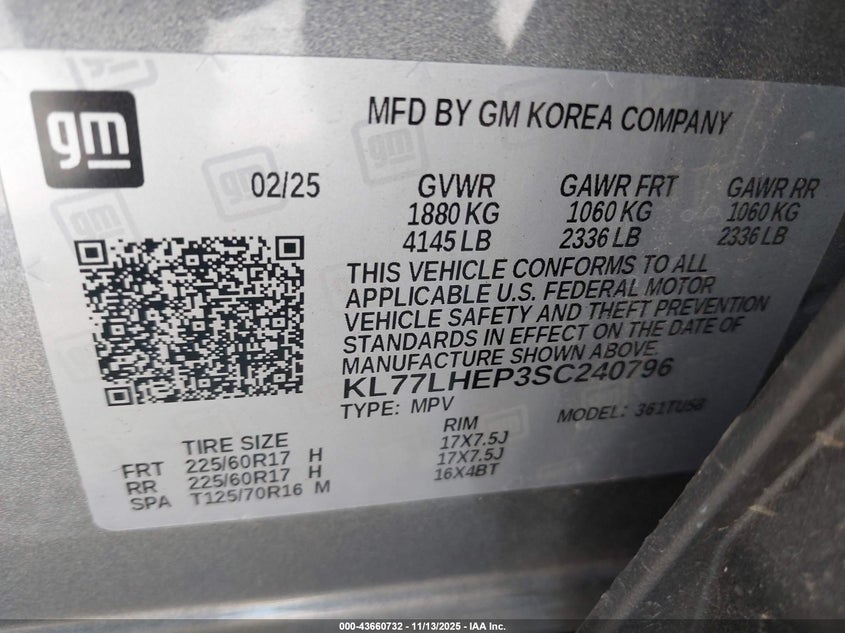 gm
MFD BY GM KOREA COMPANY
02/25 GVWR GAWR FRT GAWR RR
1880 KG 1060 KG 1060 KG
4145 LB 2336 LB 2336 LB
THIS VEHICLE CONFORMS TO ALL
APPLICABLE U.S. FEDERAL MOTOR
VEHICLE SAFETY AND THEFT PREVENTION
STANDARDS IN EFFECT ON THE DATE OF
MANUFACTURE SHOWN ABOVE.
KL77LHEP3SC240796
TYPE: MPV MODEL: 361TU58
TIRE SIZE RIM
FRT 225/60R17 H 17X7.5J
RR 225/60R17 H 17X7.5J
SPA T125/70R16 M 16X4BT
000-43660732 - 11/13/2025 - IAA Inc.